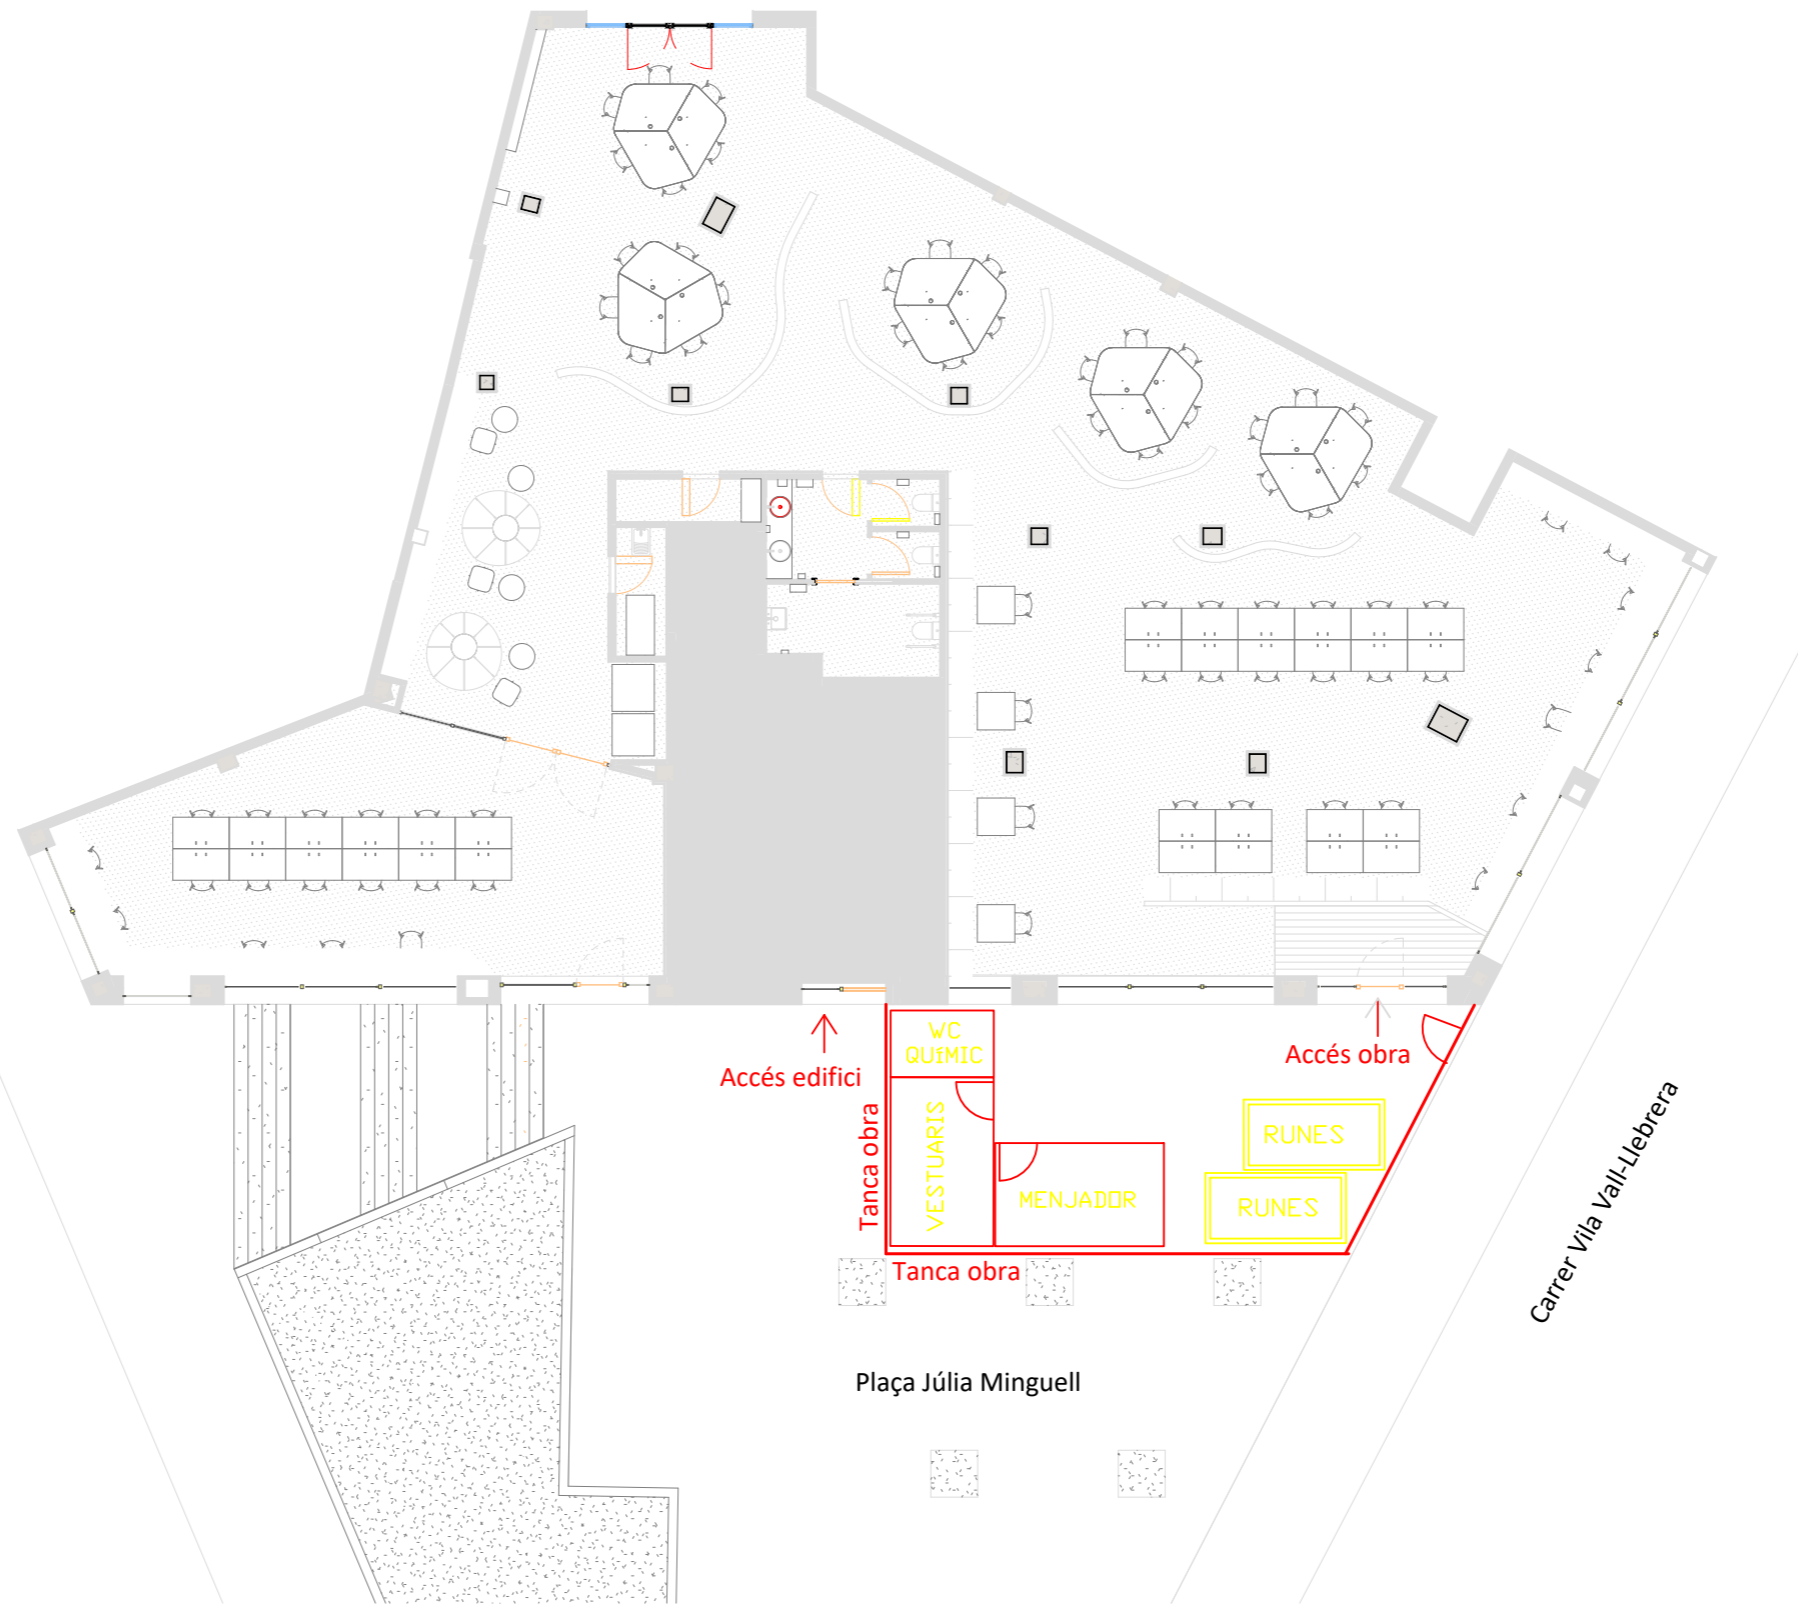 WC
QUíMIC
Accés edifici
Accés obra
Tanca obra
VESTUARIS
MENJADOR
RUNES
RUNES
Tanca obra
Carrer Vila Vall-Llebrera
Plaça Júlia Minguell